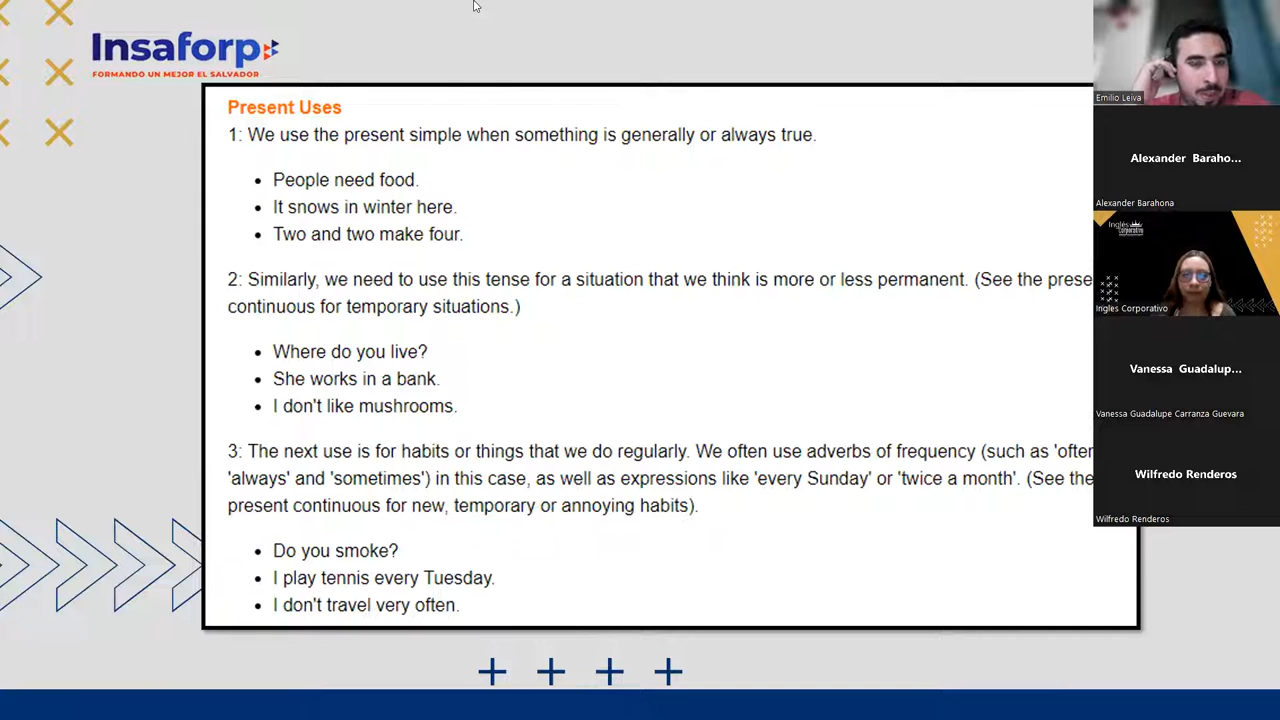 Insaforp
FORMANDO UN MEJOR EL SALVADOR
Present Uses
1: We use the present simple when something is generally or always true.
• People need food.
• It snows in winter here.
• Two and two make four.
2: Similarly, we need to use this tense for a situation that we think is more or less permanent. (See the prese
continuous for temporary situations.)
• Where do you live?
• She works in a bank.
• I don't like mushrooms.
3: The next use is for habits or things that we do regularly. We often use adverbs of frequency (such as 'ofter
'always' and 'sometimes') in this case, as well as expressions like 'every Sunday' or 'twice a month'. (See the
present continuous for new, temporary or annoying habits).
• Do you smoke?
• I play tennis every Tuesday.
• I don't travel very often.
Emilio Leiva
Alexander Baraho...
Alexander Barahona
Inglés
Corporativo
Ingles Corporativo
Vanessa Guadalup...
Vanessa Guadalupe Carranza Guevara
Wilfredo Renderos
Wilfredo Renderos